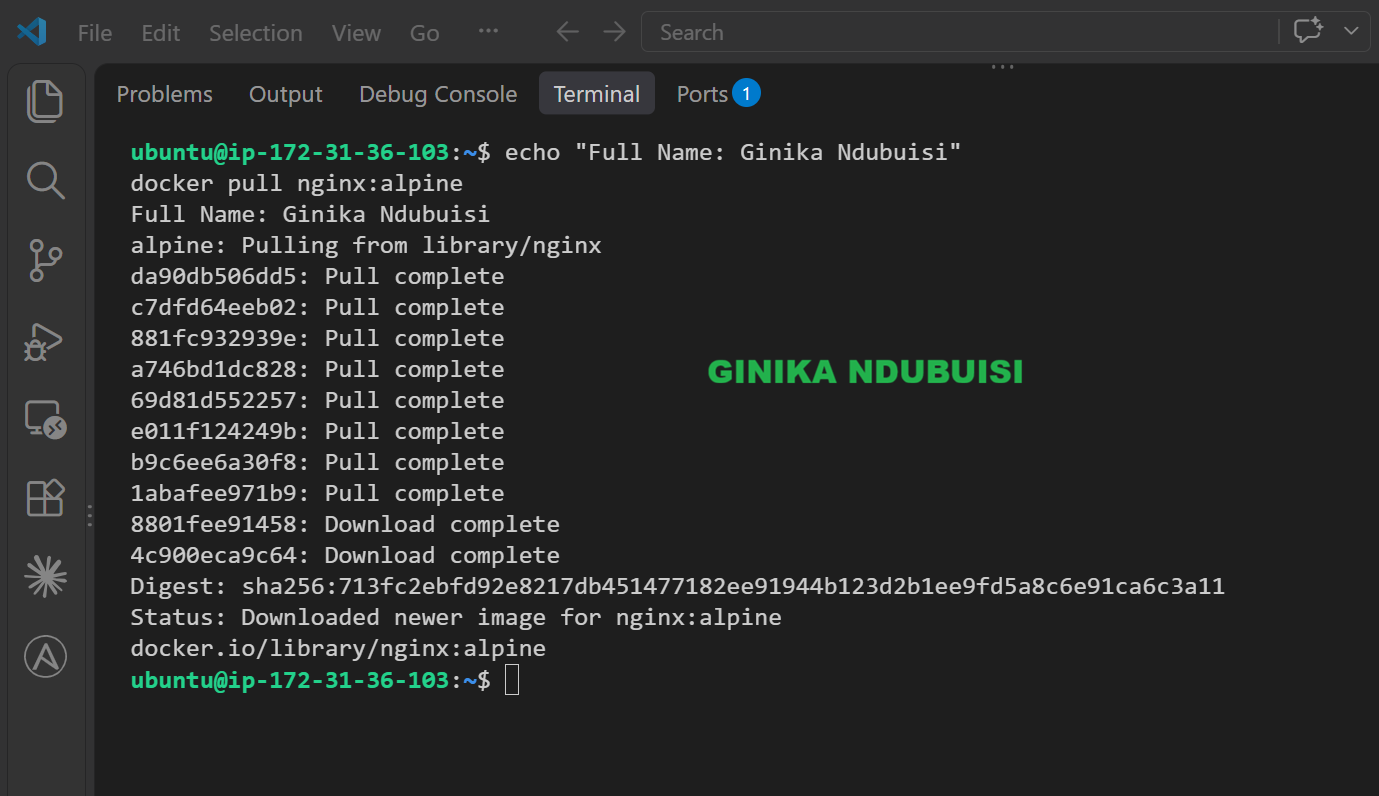 File Edit Selection View Go ··· Search
Problems Output Debug Console Terminal Ports 1
ubuntu@ip-172-31-36-103:~$ echo "Full Name: Ginika Ndubuisi"
docker pull nginx:alpine
Full Name: Ginika Ndubuisi
alpine: Pulling from library/nginx
da90db506dd5: Pull complete
c7dfd64eeb02: Pull complete
881fc932939e: Pull complete
a746bd1dc828: Pull complete
GINIKA NDUBUISI
69d81d552257: Pull complete
e011f124249b: Pull complete
b9c6ee6a30f8: Pull complete
1abafee971b9: Pull complete
8801fee91458: Download complete
4c900eca9c64: Download complete
Digest: sha256:713fc2ebfd92e8217db451477182ee91944b123d2b1ee9fd5a8c6e91ca6c3a11
Status: Downloaded newer image for nginx:alpine
docker.io/library/nginx:alpine
ubuntu@ip-172-31-36-103:~$